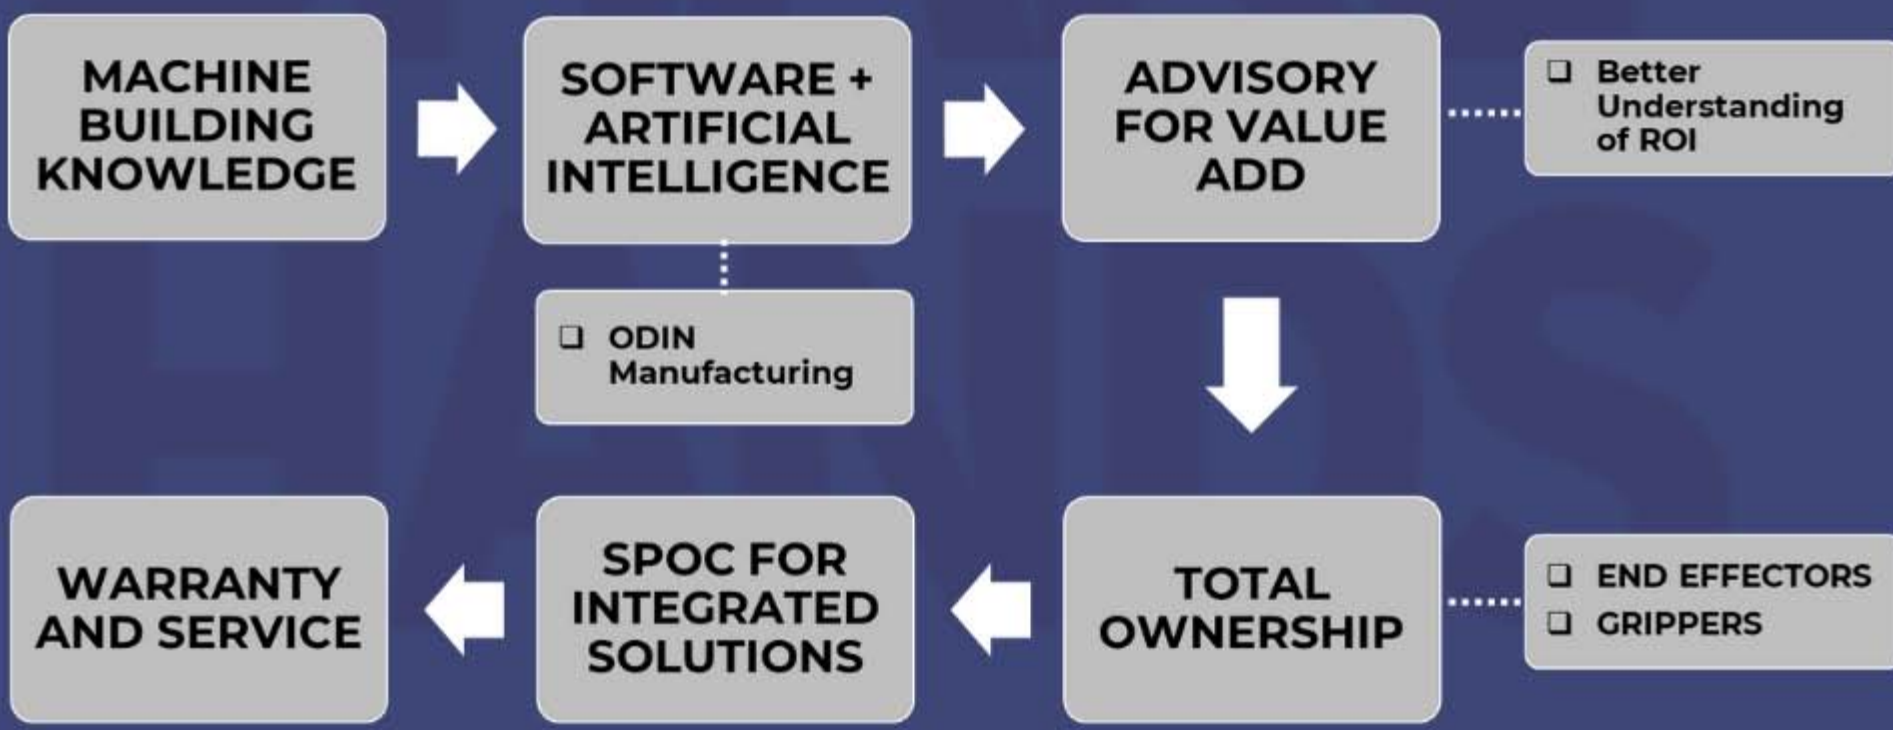 MACHINE
BUILDING
KNOWLEDGE
SOFTWARE +
ARTIFICIAL
INTELLIGENCE
ADVISORY
FOR VALUE
ADD
❑ Better
Understanding
of ROI
❑ ODIN
Manufacturing
WARRANTY
AND SERVICE
SPOC FOR
INTEGRATED
SOLUTIONS
TOTAL
OWNERSHIP
❑ END EFFECTORS
❑ GRIPPERS
HANDS